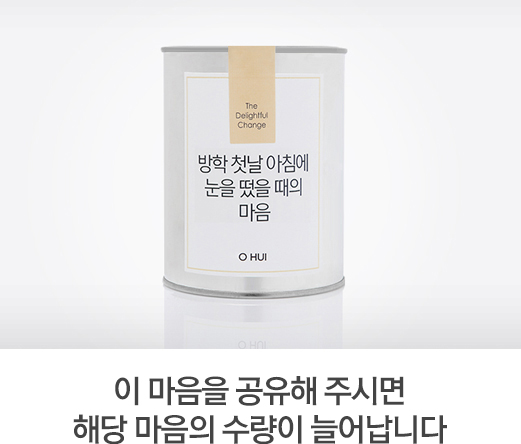 The
Delightful
Change
방학 첫날 아침에
눈을 떴을 때의
마음
O HUI
이 마음을 공유해 주시면
해당 마음의 수량이 늘어납니다